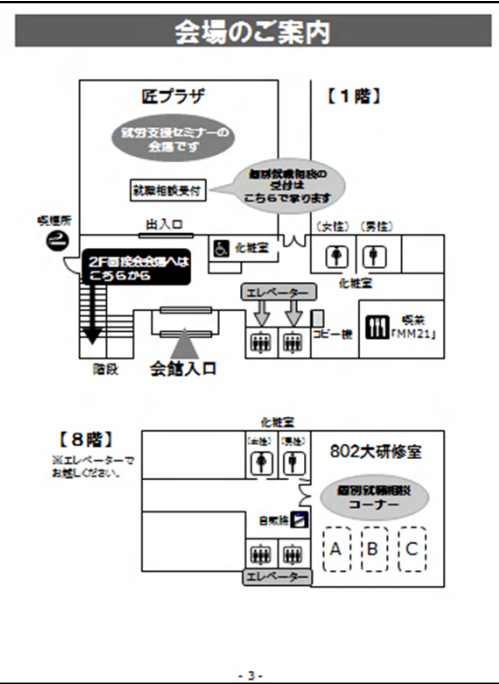 会場のご案内
匠プラザ
【1階】
就労支援セミナーの
会場です
個別就職相談の
受付は
こちらで承ります
就職相談受付
喫煙所
出入口
(女性)
(男性)
化粧室
化粧室
2F面接会会場へは
こちらから
エレベーター
コピー機
喫茶
「MM21」
階段
会館入口
【8階】
※エレベーターで
お越しください。
化粧室
(女性)
(男性)
802大研修室
個別就職相談
コーナー
自販機
A
B
C
エレベーター
- 3 -